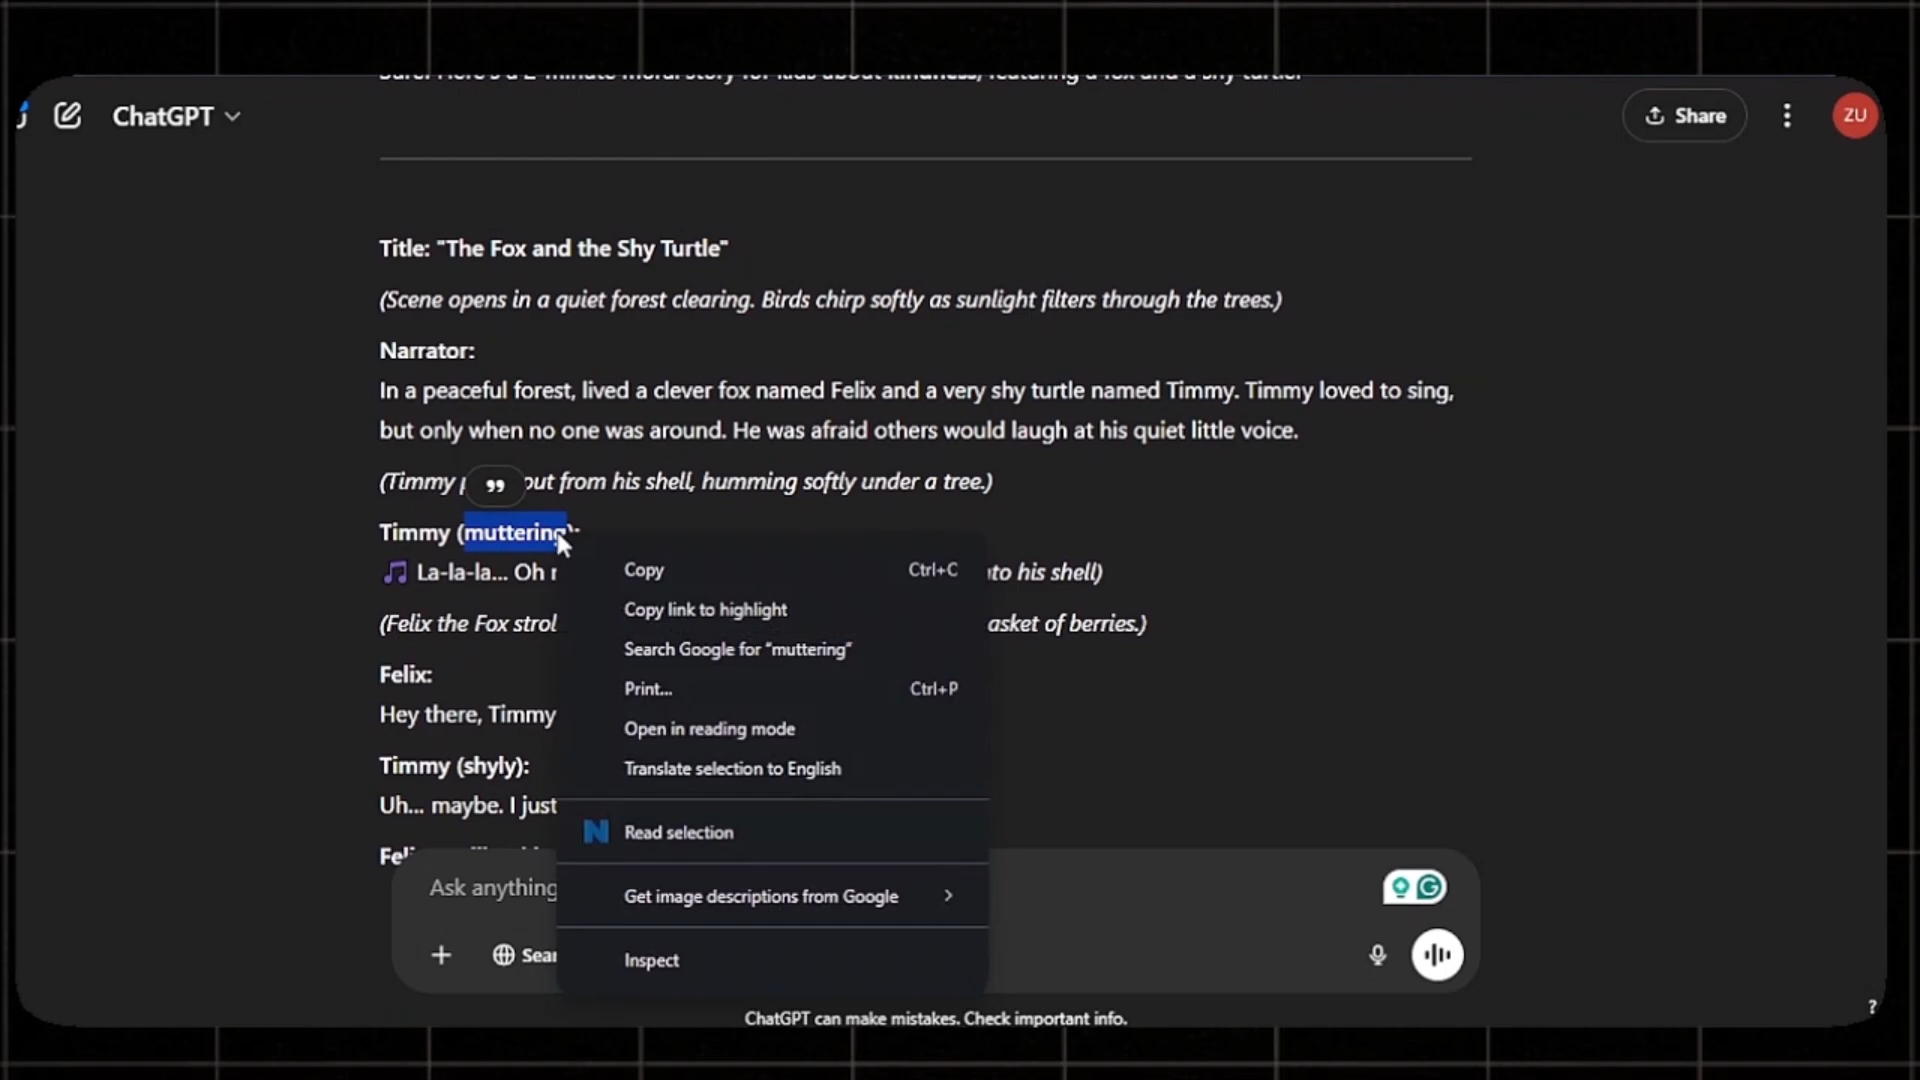 ChatGPT
Share
ZU
Title: "The Fox and the Shy Turtle"
(Scene opens in a quiet forest clearing. Birds chirp softly as sunlight filters through the trees.)
Narrator:
In a peaceful forest, lived a clever fox named Felix and a very shy turtle named Timmy. Timmy loved to sing,
but only when no one was around. He was afraid others would laugh at his quiet little voice.
(Timmy out from his shell, humming softly under a tree.)
Timmy (muttering):
La-la-la... Oh his shell)
(Felix the Fox of berries.)
Felix:
Hey there, Timmy
Timmy (shyly):
Uh... maybe. I just
Copy Ctrl+C
Copy link to highlight
Search Google for "muttering"
Print... Ctrl+P
Open in reading mode
Translate selection to English
N Read selection
Get image descriptions from Google
Inspect
Ask anything
ChatGPT can make mistakes. Check important info.
?